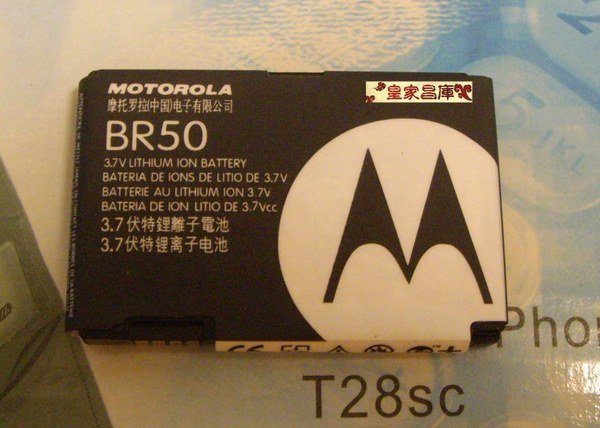 MOTOROLA
皇家昌庫
摩托罗拉(中国)电子有限公司
BR50
3.7V LITHIUM ION BATTERY
BATERIA DE IONS DE LITIO DE 3.7V
BATTERIE AU LITHIUM ION 3.7V
BATERIA DE ION LITIO DE 3.7Vcc
3.7伏特鋰離子電池
3.7伏特锂离子电池
Phon
T28sc